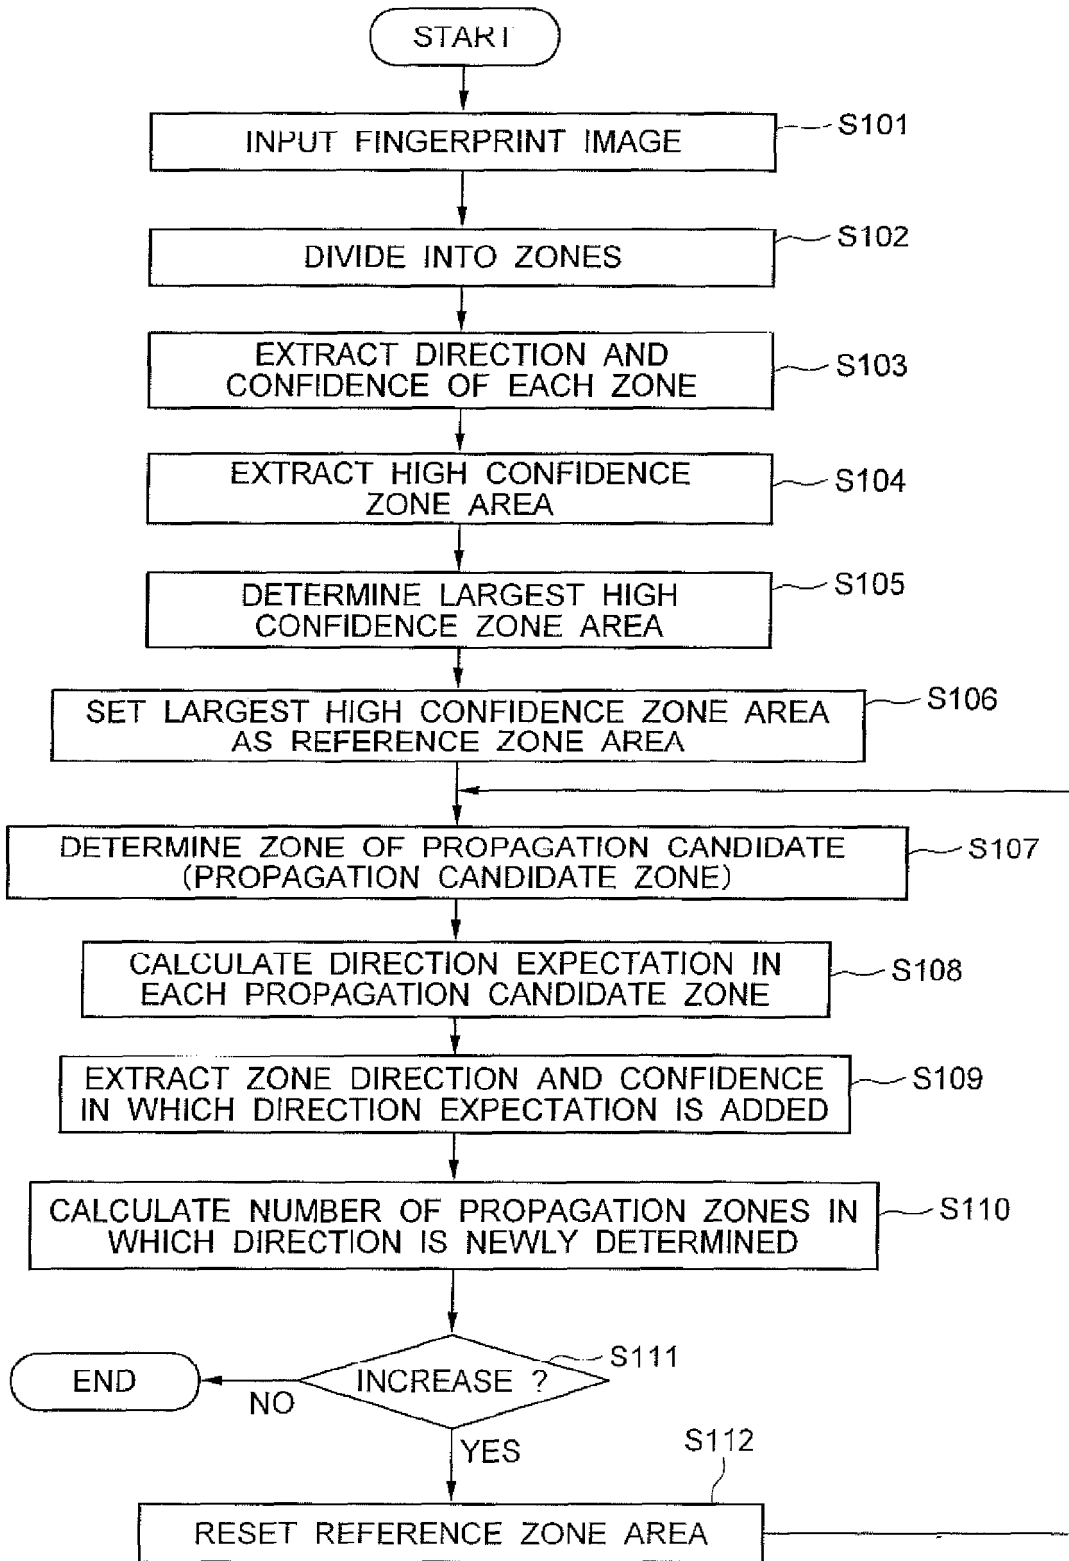 START
INPUT FINGERPRINT IMAGE
S101
DIVIDE INTO ZONES
S102
EXTRACT DIRECTION AND
CONFIDENCE OF EACH ZONE
S103
EXTRACT HIGH CONFIDENCE
ZONE AREA
S104
DETERMINE LARGEST HIGH
CONFIDENCE ZONE AREA
S105
SET LARGEST HIGH CONFIDENCE ZONE AREA
AS REFERENCE ZONE AREA
S106
DETERMINE ZONE OF PROPAGATION CANDIDATE
(PROPAGATION CANDIDATE ZONE)
S107
CALCULATE DIRECTION EXPECTATION IN
EACH PROPAGATION CANDIDATE ZONE
S108
EXTRACT ZONE DIRECTION AND CONFIDENCE
IN WHICH DIRECTION EXPECTATION IS ADDED
S109
CALCULATE NUMBER OF PROPAGATION ZONES IN
WHICH DIRECTION IS NEWLY DETERMINED
S110
INCREASE ?
S111
NO
END
YES
S112
RESET REFERENCE ZONE AREA